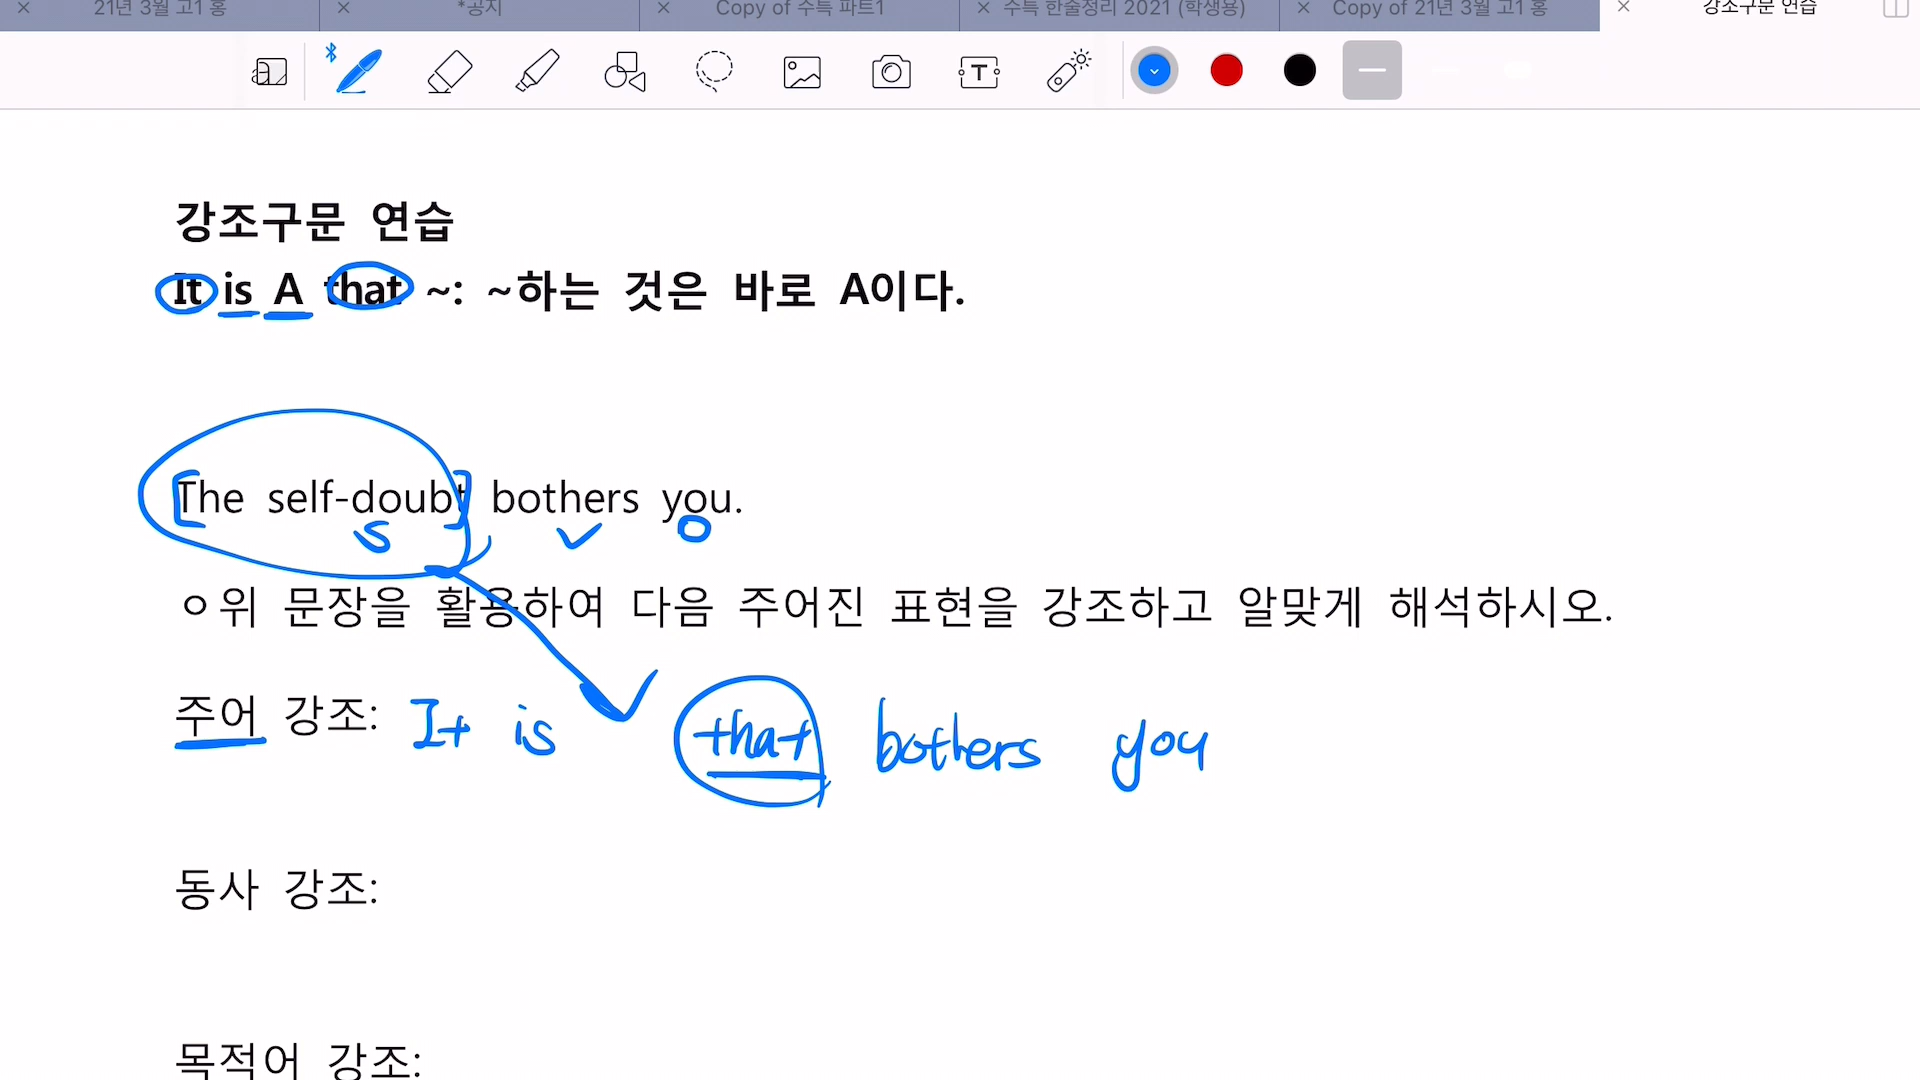 21년 3월 고1 홍 *공지 Copy of 수특 파트1 수특 한술정리 2021 (학생용) Copy of 21년 3월 고1 홍 강조구문 연습
강조구문 연습
It is A that ~: ~하는 것은 바로 A이다.
[The self-doubt] bothers you.
S V O
ㅇ위 문장을 활용하여 다음 주어진 표현을 강조하고 알맞게 해석하시오.
주어 강조: It is that bothers you
동사 강조:
목적어 강조: